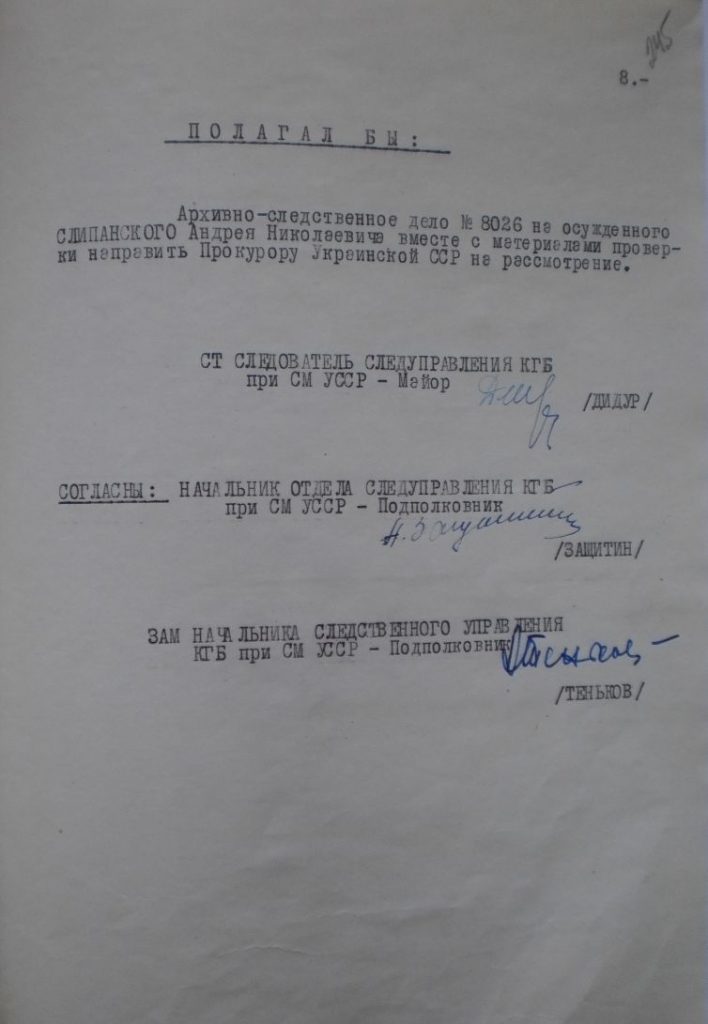 245
8.-
ПОЛАГАЛ БЫ:
Архивно-следственное дело № 8026 на осужденного
СЛИПАНСКОГО Андрея Николаевича вместе с материалами провер-
ки направить Прокурору Украинской ССР на рассмотрение.
СТ СЛЕДОВАТЕЛЬ СЛЕДУПРАВЛЕНИЯ КГБ
при СМ УССР - Майор
/ДИДУР/
СОГЛАСНЫ: НАЧАЛЬНИК ОТДЕЛА СЛЕДУПРАВЛЕНИЯ КГБ
при СМ УССР - Подполковник
/ЗАЩИТИН/
ЗАМ НАЧАЛЬНИКА СЛЕДСТВЕННОГО УПРАВЛЕНИЯ
КГБ при СМ УССР - Подполковник
/ТЕНЬКОВ/